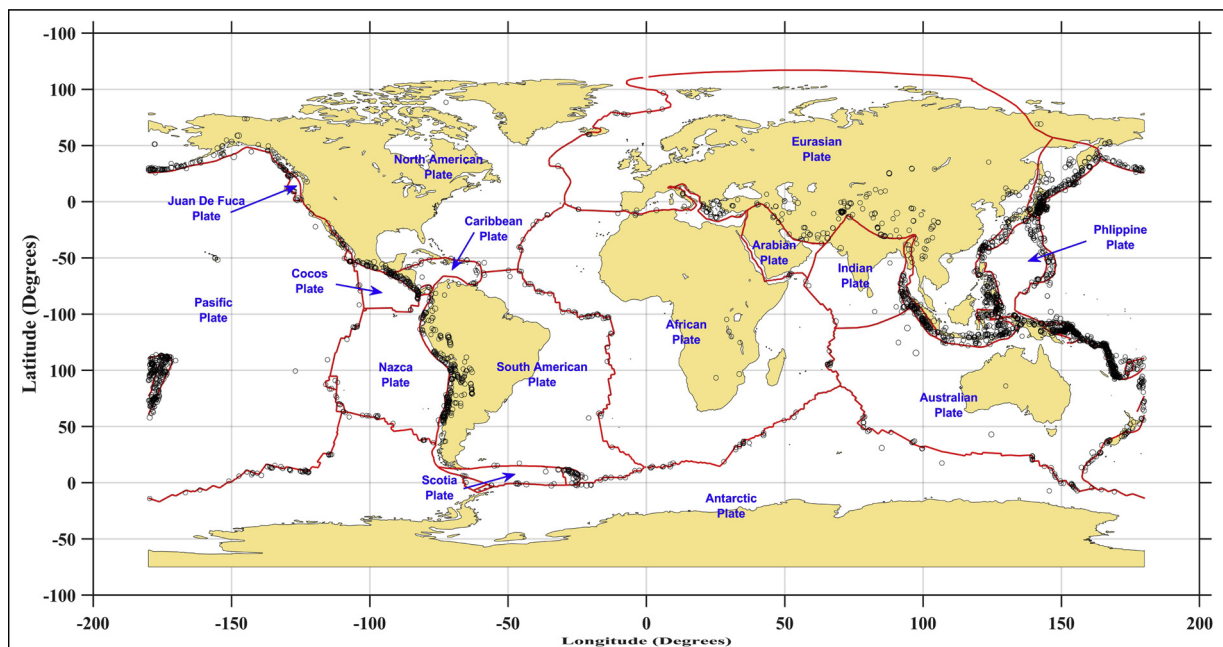 -100
100
50
0
-50
-100
100
50
0
-50
-100
Latitude (Degrees)
-200
-150
-100
-50
0
50
100
150
200
Longitude (Degrees)
Eurasian
Plate
North American
Plate
Juan De Fuca
Plate
Caribbean
Plate
Phlippine
Plate
Arabian
Plate
Indian
Plate
Cocos
Plate
Pasific
Plate
African
Plate
Nazca
Plate
South American
Plate
Australian
Plate
Scotia
Plate
Antarctic
Plate